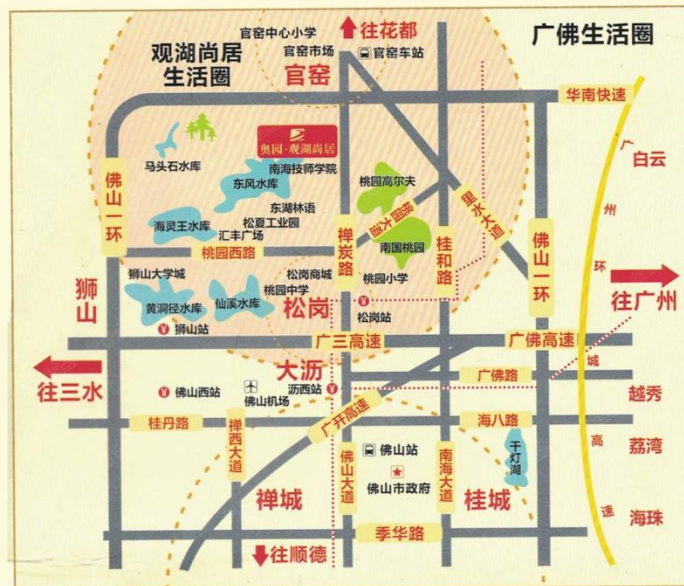 官窑中心小学
往花都
观湖尚居
生活圈
官窑市场
官窑车站
官窑
广佛生活圈
华南快速
奥园·观湖尚居
马头石水库
南海技师学院
东风水库
桃园高尔夫
广州环城高速
白云
佛山一环
东湖林语
海灵王水库
松夏工业园
汇丰广场
桃园大道
里水大道
禅炭路
南国桃园
桂和路
佛山一环
桃园西路
狮山大学城
松岗商城
桃园小学
桃园中学
狮山
黄洞径水库
仙溪水库
松岗
松岗站
往广州
狮山站
广三高速
广佛高速
大沥
往三水
佛山西站
佛山机场
沥西站
广佛路
越秀
桂丹路
禅西大道
广开高速
海八路
佛山站
千灯湖
荔湾
佛山大道
南海大道
佛山市政府
禅城
桂城
海珠
季华路
往顺德